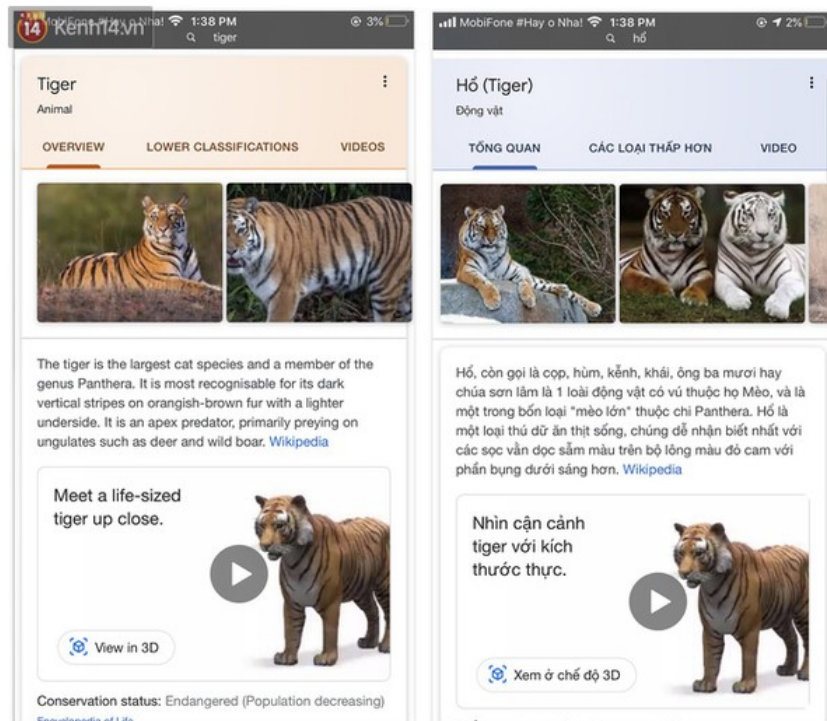 14 Kenh14.vn
1:38 PM
3%
tiger
Tiger
Animal
OVERVIEW
LOWER CLASSIFICATIONS
VIDEOS
The tiger is the largest cat species and a member of the
genus Panthera. It is most recognisable for its dark
vertical stripes on orangish-brown fur with a lighter
underside. It is an apex predator, primarily preying on
ungulates such as deer and wild boar. Wikipedia
Meet a life-sized
tiger up close.
View in 3D
Conservation status: Endangered (Population decreasing)
Encyclopedia of Life
MobiFone #Hay o Nha!
1:38 PM
2%
hổ
Hổ (Tiger)
Động vật
TỔNG QUAN
CÁC LOẠI THẤP HƠN
VIDEO
Hổ, còn gọi là cọp, hùm, kễnh, khái, ông ba mươi hay
chúa sơn lâm là 1 loài động vật có vú thuộc họ Mèo, và là
một trong bốn loại "mèo lớn" thuộc chi Panthera. Hổ là
một loại thú dữ ăn thịt sống, chúng dễ nhận biết nhất với
các sọc vằn dọc sẫm màu trên bộ lông màu đỏ cam với
phần bụng dưới sáng hơn. Wikipedia
Nhìn cận cảnh
tiger với kích
thước thực.
Xem ở chế độ 3D